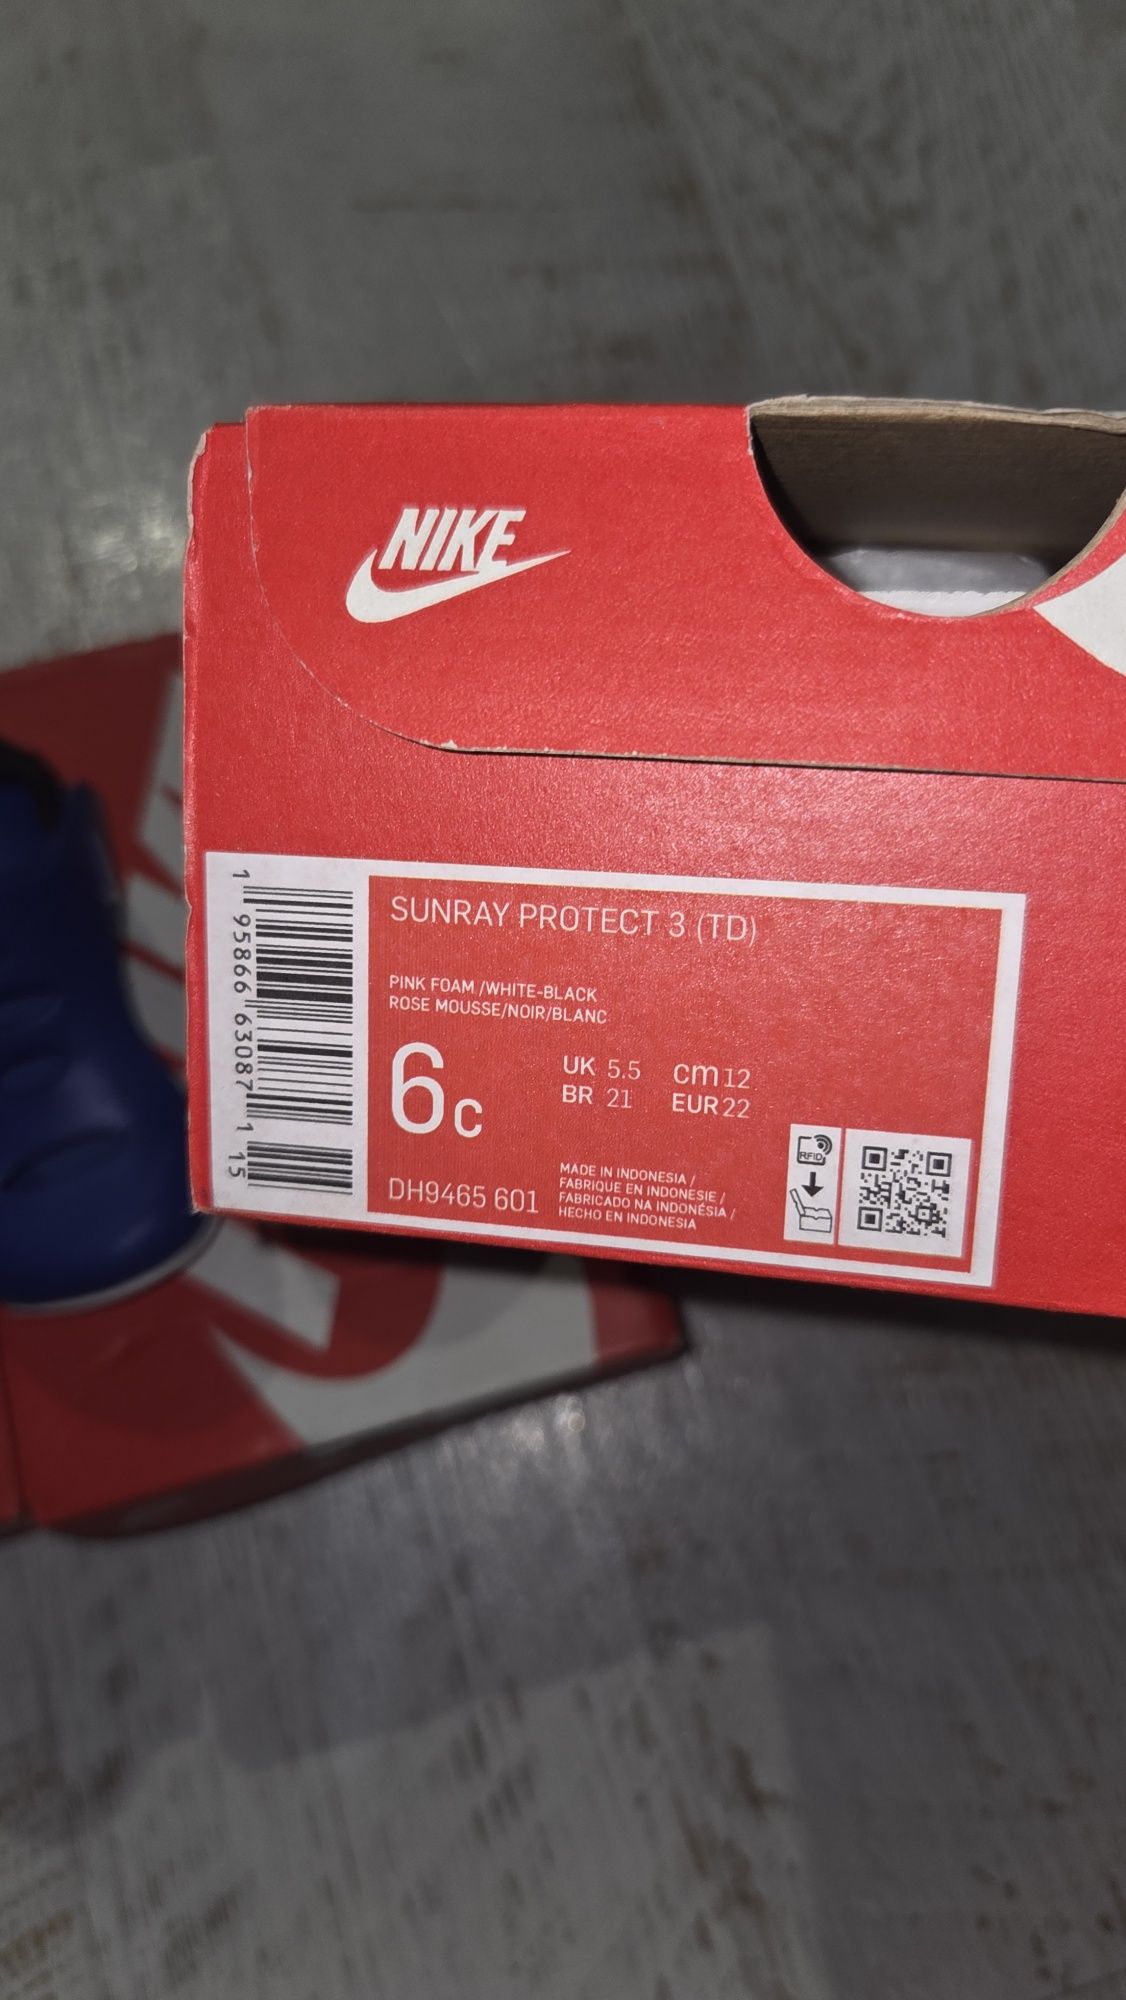 NIKE
SUNRAY PROTECT 3 (TD)
PINK FOAM /WHITE-BLACK
ROSE MOUSSE/NOIR/BLANC
6c
UK 5.5 cm 12
BR 21 EUR 22
DH9465 601
MADE IN INDONESIA /
FABRIQUE EN INDONESIE /
FABRICADO NA INDONÉSIA /
HECHO EN INDONESIA
RFID
1 95866 63087 1 15